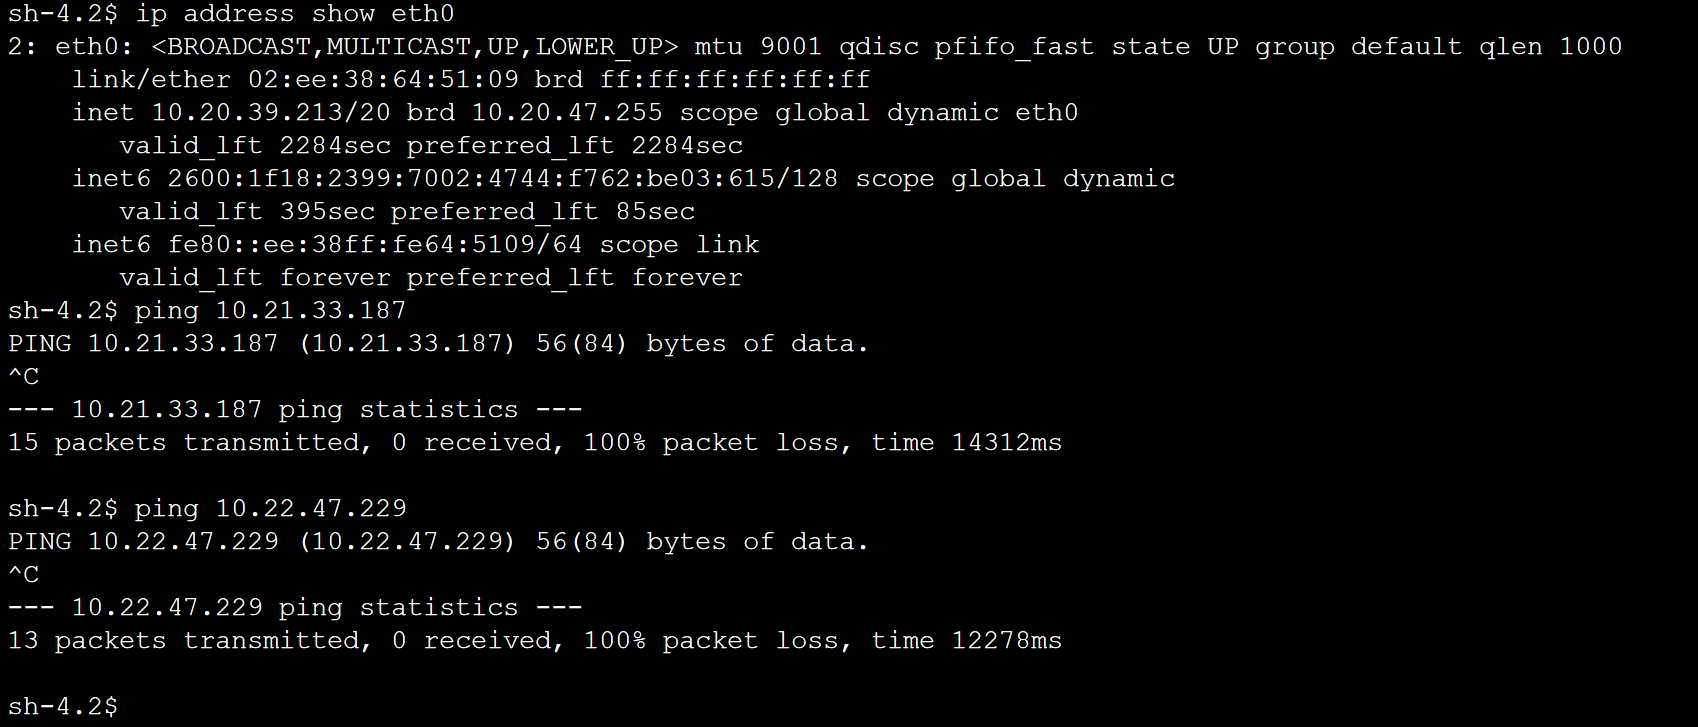 sh-4.2$ ip address show eth0
2: eth0: <BROADCAST,MULTICAST,UP,LOWER_UP> mtu 9001 qdisc pfifo_fast state UP group default qlen 1000
    link/ether 02:ee:38:64:51:09 brd ff:ff:ff:ff:ff:ff
    inet 10.20.39.213/20 brd 10.20.47.255 scope global dynamic eth0
       valid_lft 2284sec preferred_lft 2284sec
    inet6 2600:1f18:2399:7002:4744:f762:be03:615/128 scope global dynamic
       valid_lft 395sec preferred_lft 85sec
    inet6 fe80::ee:38ff:fe64:5109/64 scope link
       valid_lft forever preferred_lft forever
sh-4.2$ ping 10.21.33.187
PING 10.21.33.187 (10.21.33.187) 56(84) bytes of data.
^C
--- 10.21.33.187 ping statistics ---
15 packets transmitted, 0 received, 100% packet loss, time 14312ms

sh-4.2$ ping 10.22.47.229
PING 10.22.47.229 (10.22.47.229) 56(84) bytes of data.
^C
--- 10.22.47.229 ping statistics ---
13 packets transmitted, 0 received, 100% packet loss, time 12278ms

sh-4.2$